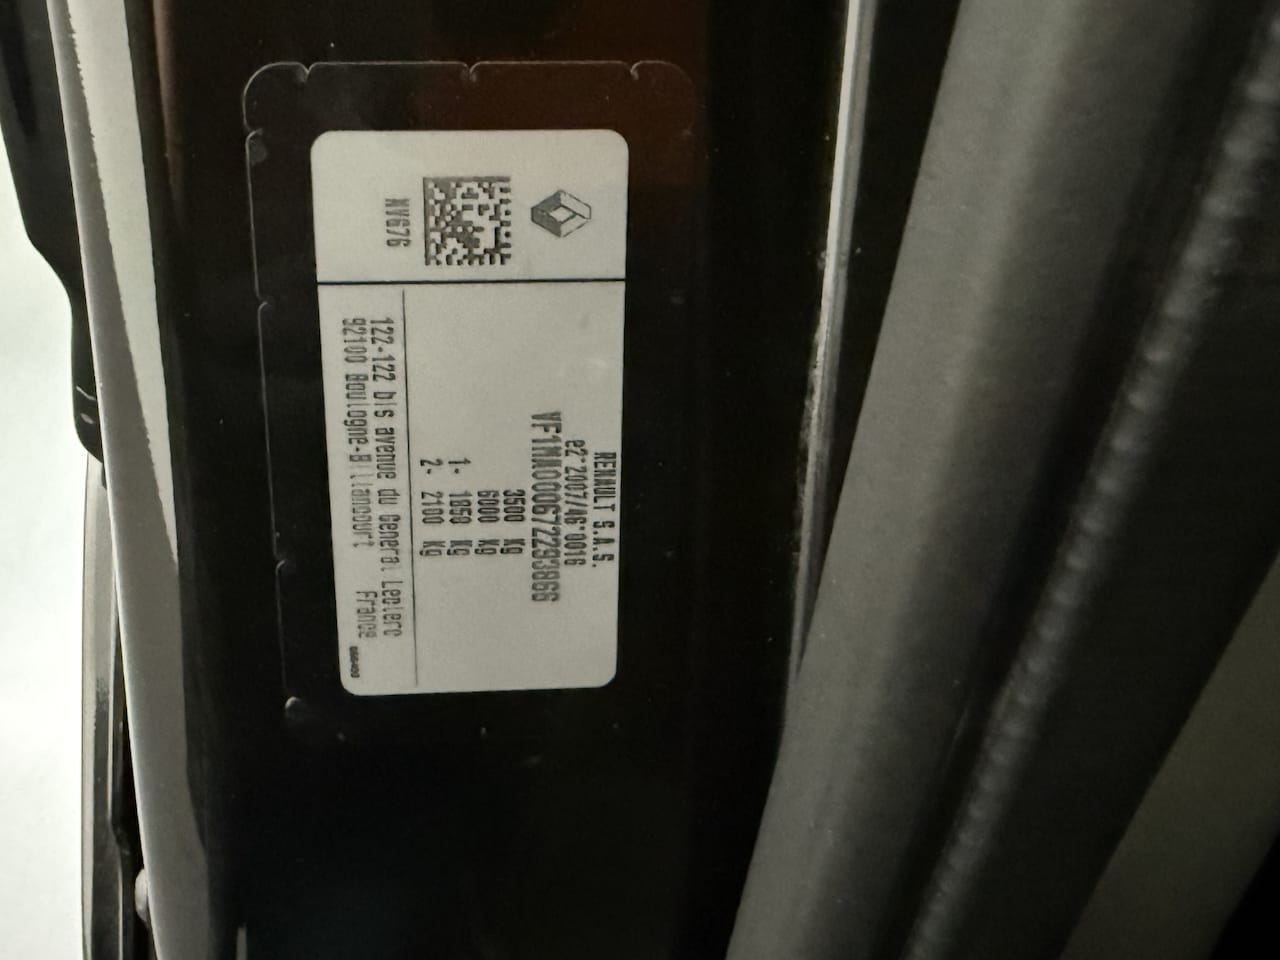 NV676
RENAULT S.A.S.
e2*2007/46*0016
VF1MA000672293866
3500 Kg
6000 Kg
1- 1850 Kg
2- 2100 Kg
122-122 bis avenue du General Leclerc
92100 Boulogne-Billancourt France